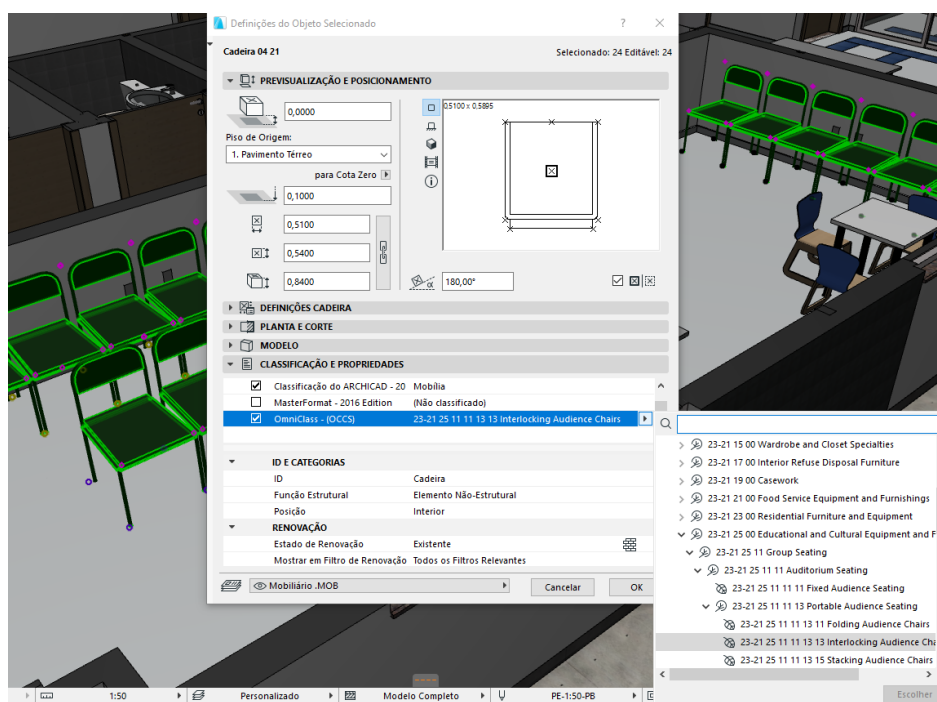 Definições do Objeto Selecionado
Cadeira 04 21
Selecionado: 24 Editável: 24
PREVISUALIZAÇÃO E POSICIONAMENTO
0,0000
Piso de Origem:
1. Pavimento Térreo
para Cota Zero
0,1000
0,5100
0,5400
0,8400
0,5100 x 0,5895
α
180,00°
DEFINIÇÕES CADEIRA
PLANTA E CORTE
MODELO
CLASSIFICAÇÃO E PROPRIEDADES
Classificação do ARCHICAD - 20 Mobília
MasterFormat - 2016 Edition (Não classificado)
OmniClass - (OCCS) 23-21 25 11 11 13 13 Interlocking Audience Chairs
ID E CATEGORIAS
ID Cadeira
Função Estrutural Elemento Não-Estrutural
Posição Interior
RENOVAÇÃO
Estado de Renovação Existente
Mostrar em Filtro de Renovação Todos os Filtros Relevantes
Mobiliário .MOB
Cancelar
OK
23-21 15 00 Wardrobe and Closet Specialties
23-21 17 00 Interior Refuse Disposal Furniture
23-21 19 00 Casework
23-21 21 00 Food Service Equipment and Furnishings
23-21 23 00 Residential Furniture and Equipment
23-21 25 00 Educational and Cultural Equipment and F
23-21 25 11 Group Seating
23-21 25 11 11 Auditorium Seating
23-21 25 11 11 11 Fixed Audience Seating
23-21 25 11 11 13 Portable Audience Seating
23-21 25 11 11 13 11 Folding Audience Chairs
23-21 25 11 11 13 13 Interlocking Audience Cha
23-21 25 11 11 13 15 Stacking Audience Chairs
Escolher
1:50
Personalizado
Modelo Completo
PE-1:50-PB